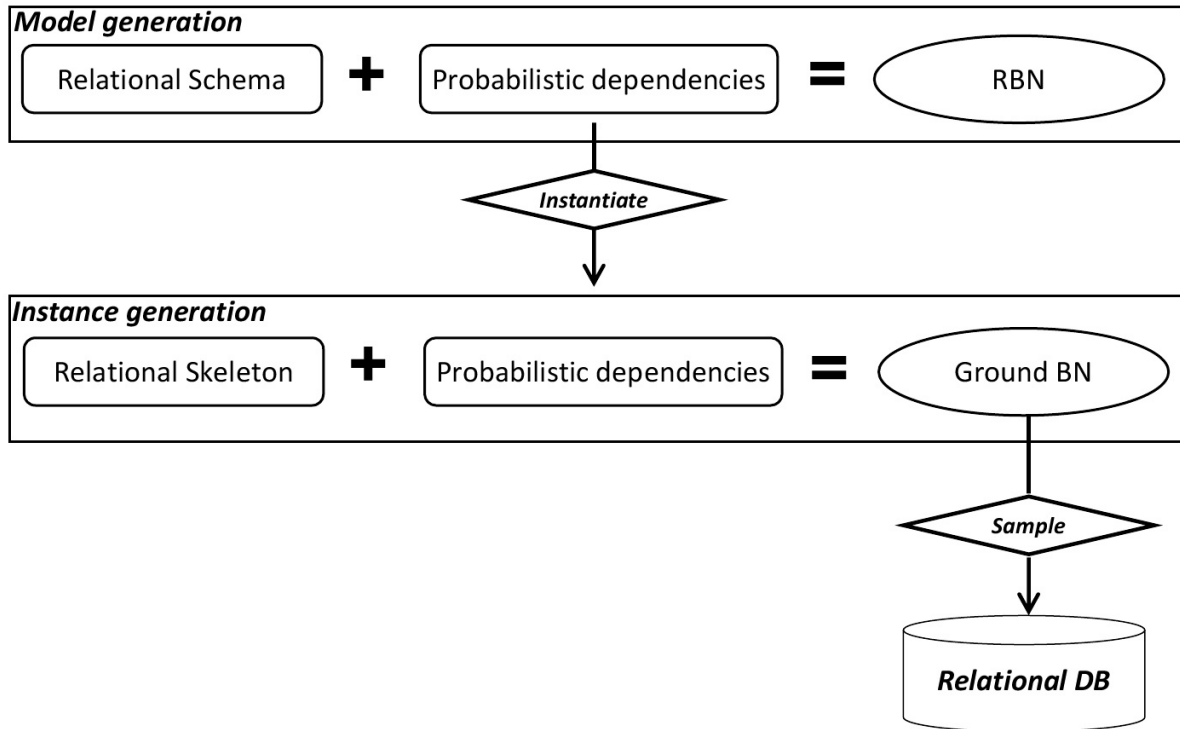 Model generation
Relational Schema + Probabilistic dependencies = RBN
Instantiate
Instance generation
Relational Skeleton + Probabilistic dependencies = Ground BN
Sample
Relational DB